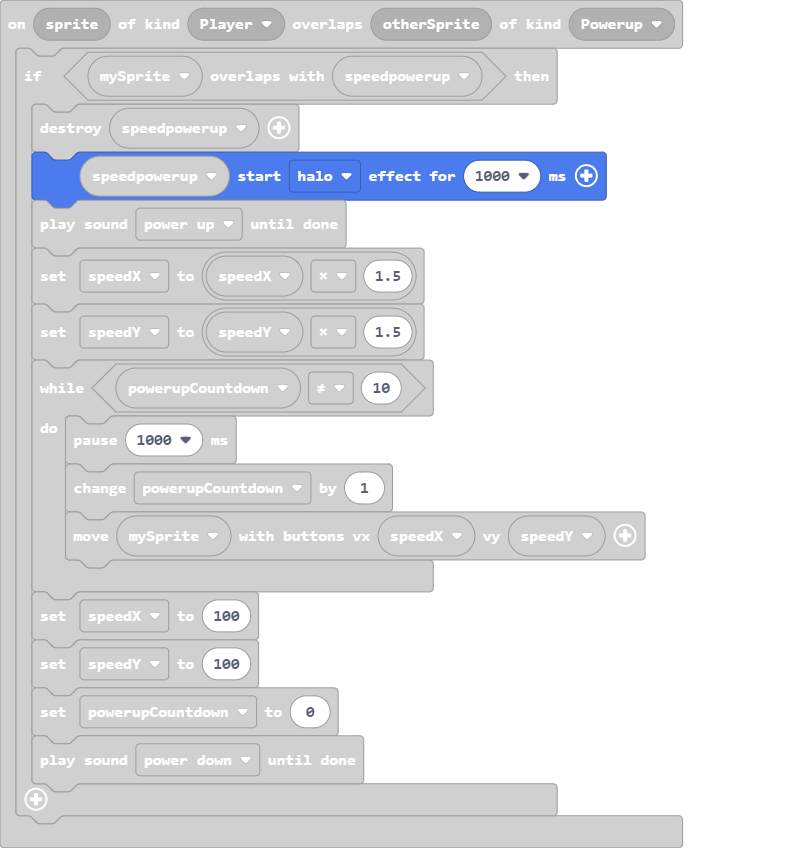 on sprite of kind Player overlaps otherSprite of kind Powerup
if mySprite overlaps with speedpowerup then
destroy speedpowerup
speedpowerup start halo effect for 1000 ms
play sound power up until done
set speedX to speedX × 1.5
set speedY to speedY × 1.5
while powerupCountdown ≠ 10
do
pause 1000 ms
change powerupCountdown by 1
move mySprite with buttons vx speedX vy speedY
set speedX to 100
set speedY to 100
set powerupCountdown to 0
play sound power down until done